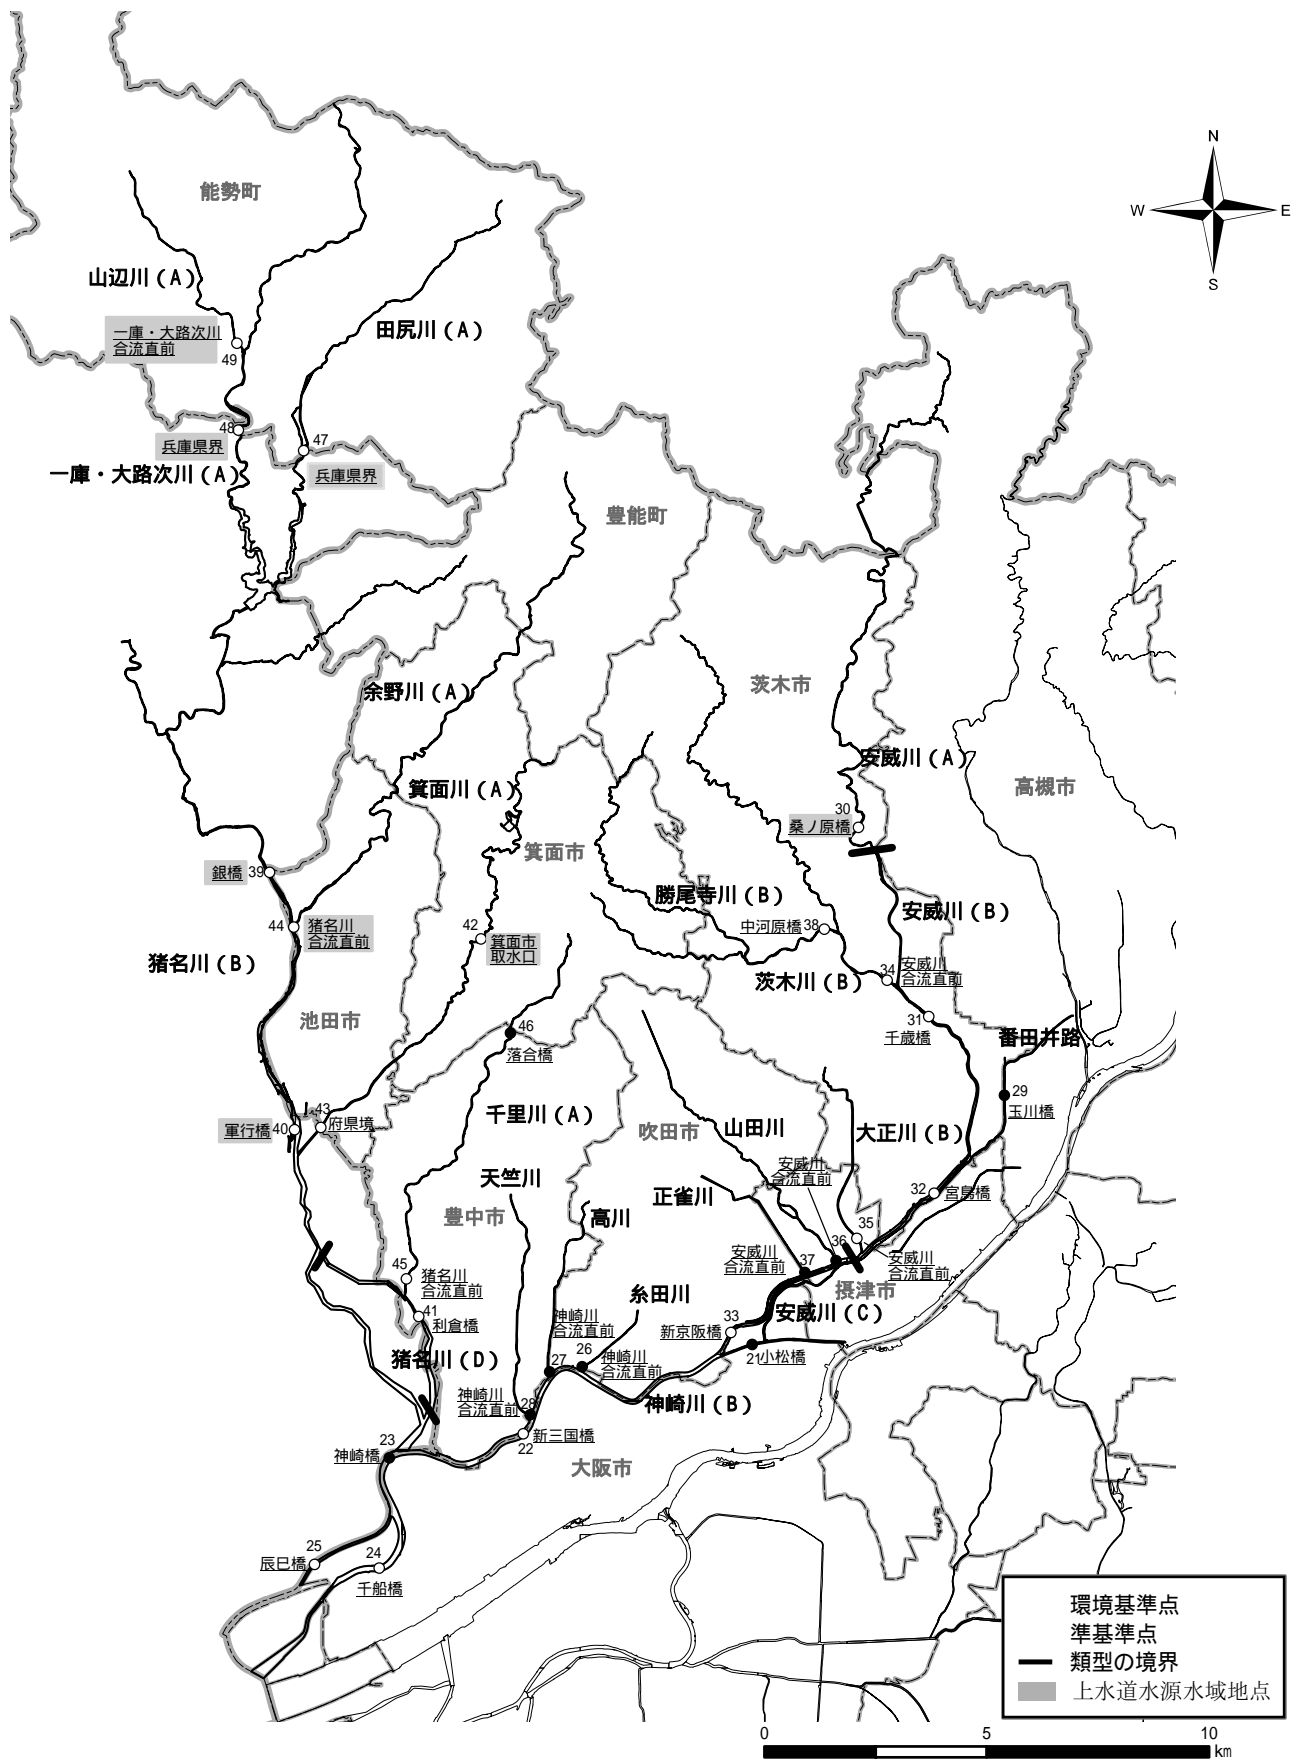 N
W
E
S
能勢町
山辺川(A)
一庫・大路次川
合流直前
49
田尻川(A)
48
兵庫県界
47
兵庫県界
一庫・大路次川(A)
豊能町
余野川(A)
茨木市
安威川(A)
高槻市
箕面川(A)
30
桑ノ原橋
箕面市
銀橋
39
勝尾寺川(B)
安威川(B)
44
猪名川
合流直前
42
箕面市
取水口
中河原橋
38
猪名川(B)
茨木川(B)
34
安威川
合流直前
池田市
31
千歳橋
46
落合橋
番田井路
29
玉川橋
軍行橋
40
43
府県境
千里川(A)
吹田市
山田川
大正川(B)
天竺川
安威川
合流直前
正雀川
32
宮島橋
豊中市
高川
35
36
安威川
合流直前
安威川
合流直前
37
摂津市
45
猪名川
合流直前
糸田川
安威川(C)
41
利倉橋
神崎川
合流直前
26
神崎川
合流直前
27
新京阪橋
33
21
小松橋
猪名川(D)
神崎川
合流直前
28
神崎川(B)
22
新三国橋
神崎橋
23
大阪市
辰巳橋
25
24
千船橋
環境基準点
準基準点
類型の境界
上水道水源水域地点
0
5
10
km